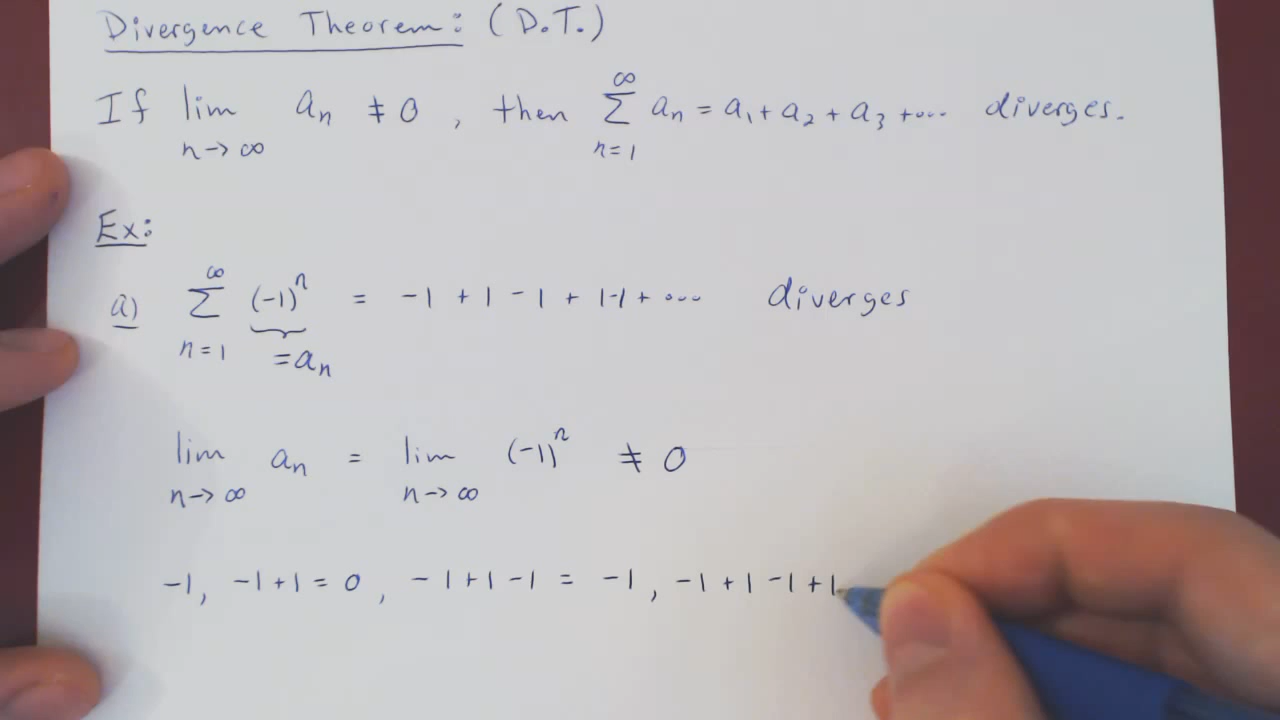 Divergence Theorem: (D.T.)
If lim n→∞ aₙ ≠ 0, then ∞ Σ n=1 aₙ = a₁ + a₂ + a₃ + ··· diverges.
Ex:
a) ∞ Σ n=1 (-1)ⁿ = -1 + 1 - 1 + 1-1 + ··· diverges
= aₙ
lim n→∞ aₙ = lim n→∞ (-1)ⁿ ≠ 0
-1, -1+1 = 0, -1+1-1 = -1, -1+1-1+1